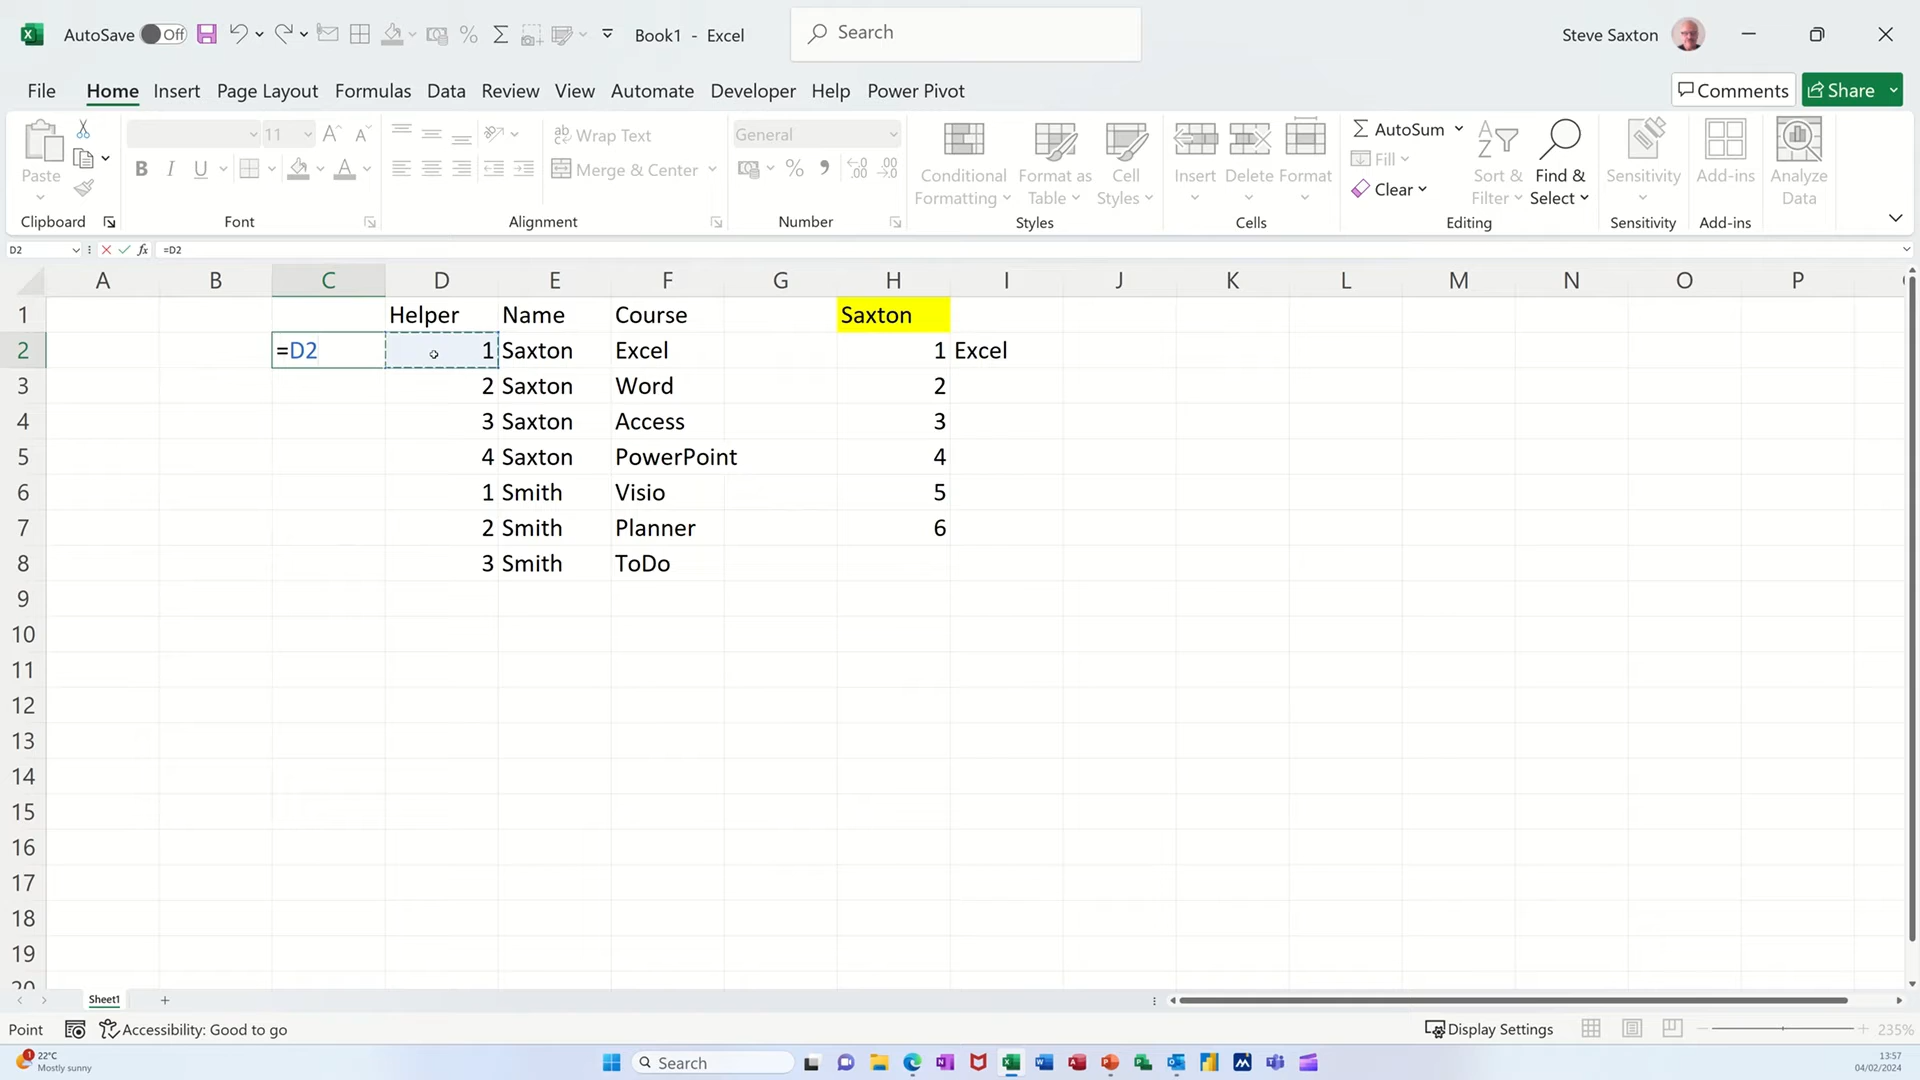 AutoSave Off Book1 - Excel Search Steve Saxton
File Home Insert Page Layout Formulas Data Review View Automate Developer Help Power Pivot Comments Share
Paste 11 Wrap Text General Conditional Formatting Format as Table Cell Styles Insert Delete Format AutoSum Sort & Filter Find & Select Sensitivity Add-ins Analyze Data
B I U Merge & Center Fill
Clear
Clipboard Font Alignment Number Styles Cells Editing Sensitivity Add-ins
D2 fx =D2
A B C D E F G H I J K L M N O P
1 Helper Name Course Saxton
2 =D2 1 Saxton Excel 1 Excel
3 2 Saxton Word 2
4 3 Saxton Access 3
5 4 Saxton PowerPoint 4
6 1 Smith Visio 5
7 2 Smith Planner 6
8 3 Smith ToDo
9
10
11
12
13
14
15
16
17
18
19
20
Sheet1
Point Accessibility: Good to go Display Settings 235%
1 22°C Search 13:57
Mostly sunny 04/02/2024